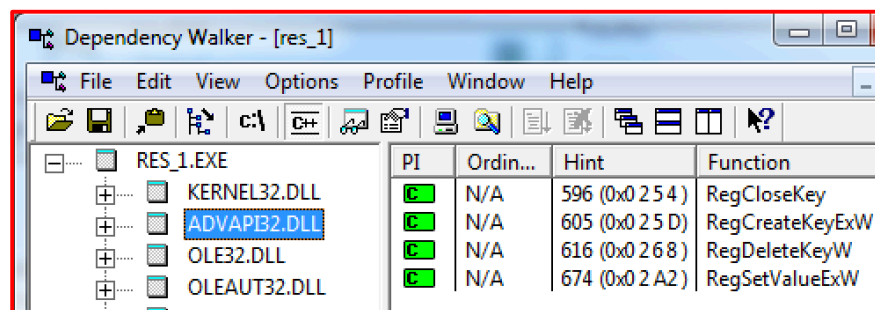 Dependency Walker - [res_1]
File Edit View Options Profile Window Help
c:\ C++
RES_1.EXE
KERNEL32.DLL
ADVAPI32.DLL
OLE32.DLL
OLEAUT32.DLL
PI Ordin... Hint Function
C N/A 596 (0x0254) RegCloseKey
C N/A 605 (0x025D) RegCreateKeyExW
C N/A 616 (0x0268) RegDeleteKeyW
C N/A 674 (0x02A2) RegSetValueExW